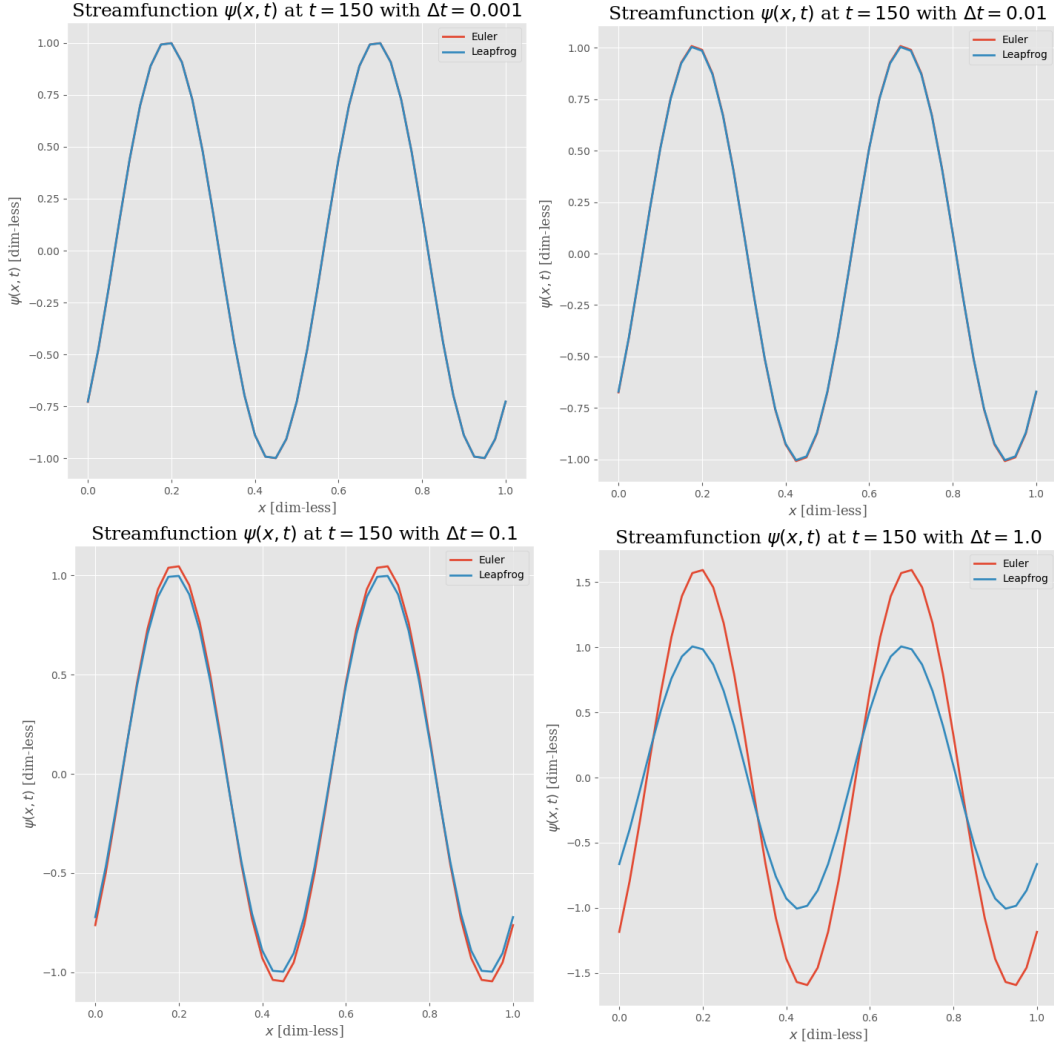 Streamfunction ψ(x, t) at t = 150 with Δt = 0.001
Euler
Leapfrog
1.00
0.75
0.50
0.25
0.00
−0.25
−0.50
−0.75
−1.00
ψ(x, t) [dim-less]
0.0 0.2 0.4 0.6 0.8 1.0
x [dim-less]
Streamfunction ψ(x, t) at t = 150 with Δt = 0.01
Euler
Leapfrog
1.00
0.75
0.50
0.25
0.00
−0.25
−0.50
−0.75
−1.00
ψ(x, t) [dim-less]
0.0 0.2 0.4 0.6 0.8 1.0
x [dim-less]
Streamfunction ψ(x, t) at t = 150 with Δt = 0.1
Euler
Leapfrog
1.0
0.5
0.0
−0.5
−1.0
ψ(x, t) [dim-less]
0.0 0.2 0.4 0.6 0.8 1.0
x [dim-less]
Streamfunction ψ(x, t) at t = 150 with Δt = 1.0
Euler
Leapfrog
1.5
1.0
0.5
0.0
−0.5
−1.0
−1.5
ψ(x, t) [dim-less]
0.0 0.2 0.4 0.6 0.8 1.0
x [dim-less]